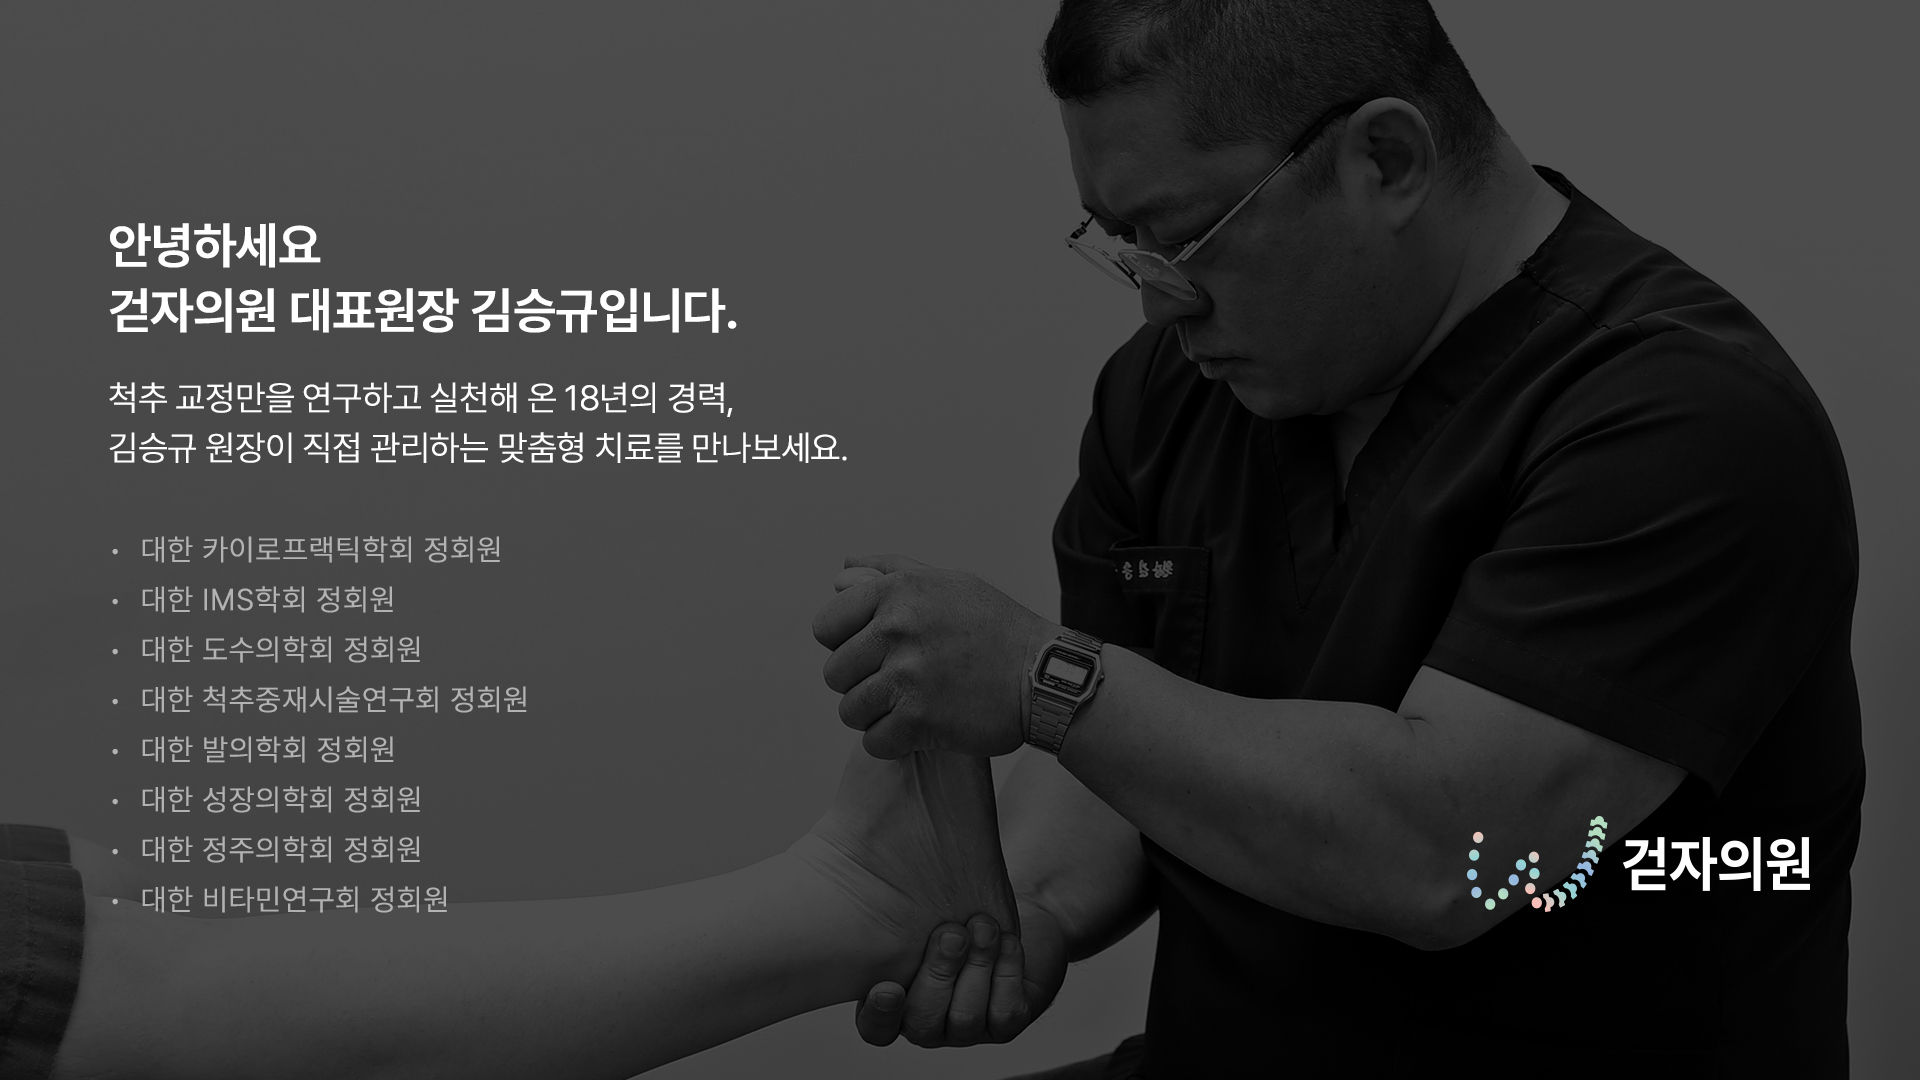 안녕하세요
걷자의원 대표원장 김승규입니다.
척추 교정만을 연구하고 실천해 온 18년의 경력,
김승규 원장이 직접 관리하는 맞춤형 치료를 만나보세요.
• 대한 카이로프랙틱학회 정회원
• 대한 IMS학회 정회원
• 대한 도수의학회 정회원
• 대한 척추중재시술연구회 정회원
• 대한 발의학회 정회원
• 대한 성장의학회 정회원
• 대한 정주의학회 정회원
• 대한 비타민연구회 정회원
걷자의원